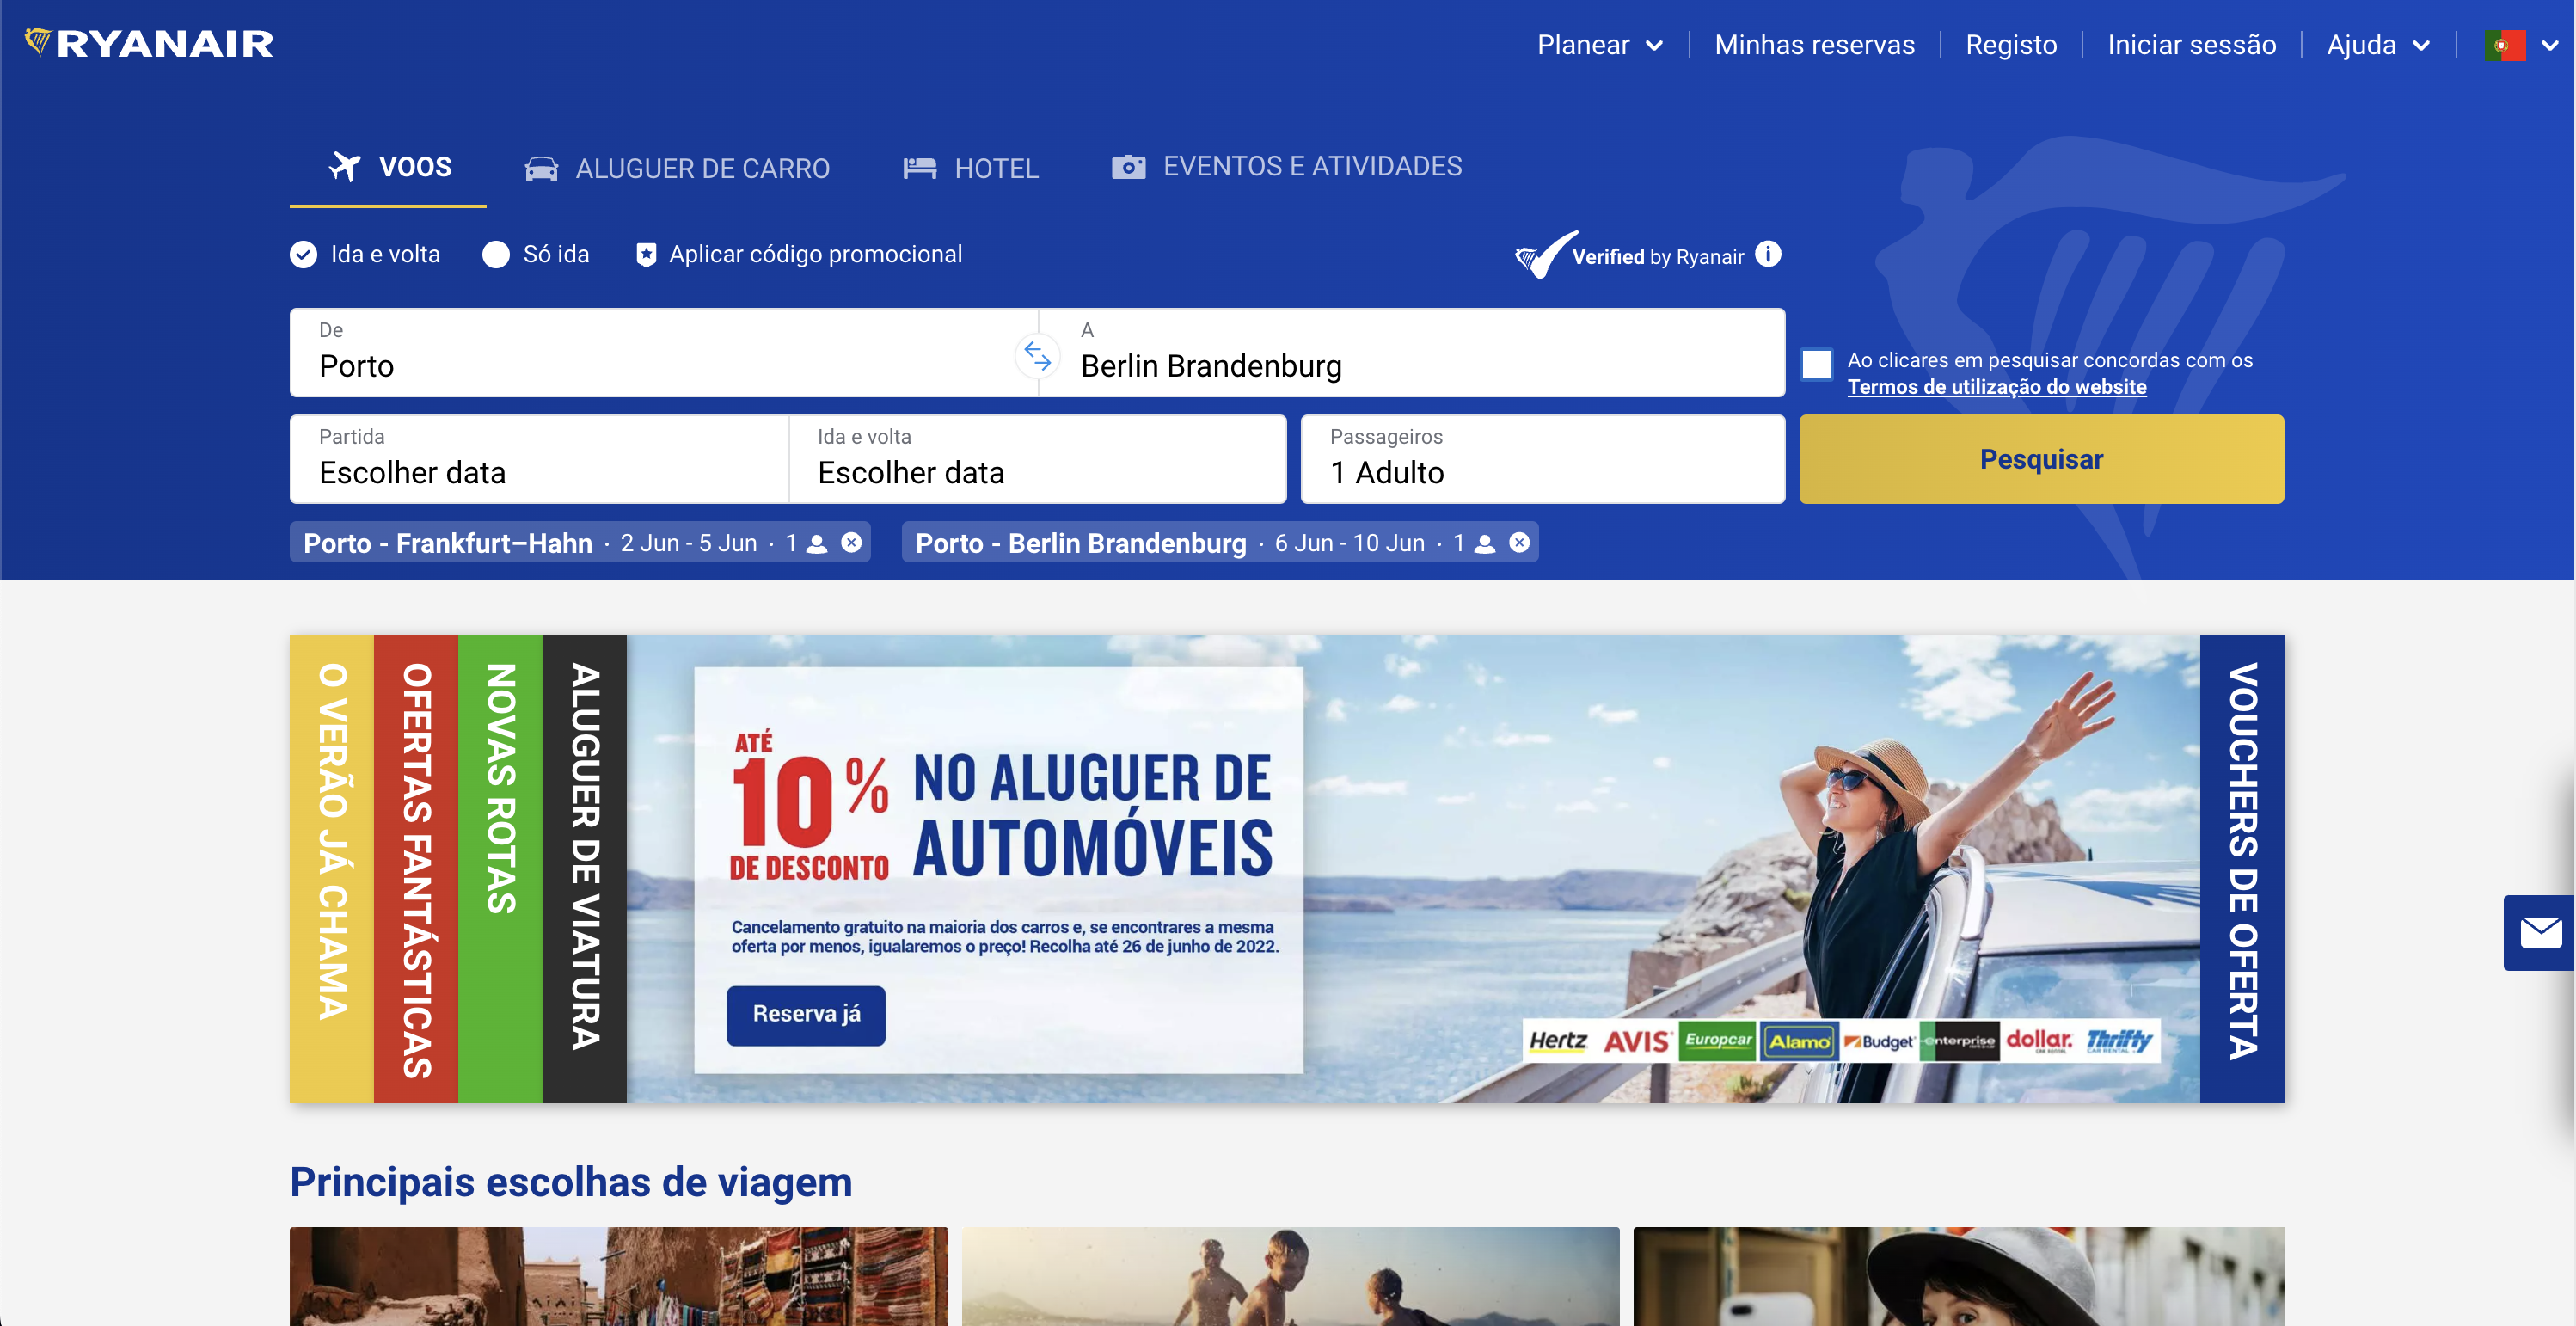 RYANAIR
Planear
Minhas reservas
Registo
Iniciar sessão
Ajuda
VOOS
ALUGUER DE CARRO
HOTEL
EVENTOS E ATIVIDADES
Ida e volta
Só ida
Aplicar código promocional
Verified by Ryanair
De
Porto
A
Berlin Brandenburg
Ao clicares em pesquisar concordas com os
Termos de utilização do website
Partida
Escolher data
Ida e volta
Escolher data
Passageiros
1 Adulto
Pesquisar
Porto - Frankfurt–Hahn · 2 Jun - 5 Jun · 1
Porto - Berlin Brandenburg · 6 Jun - 10 Jun · 1
O VERÃO JÁ CHAMA
OFERTAS FANTÁSTICAS
NOVAS ROTAS
ALUGUER DE VIATURA
ATÉ
10%
DE DESCONTO
NO ALUGUER DE
AUTOMÓVEIS
Cancelamento gratuito na maioria dos carros e, se encontrares a mesma
oferta por menos, igualaremos o preço! Recolha até 26 de junho de 2022.
Reserva já
Hertz AVIS Europcar Alamo Budget enterprise dollar. Thrifty
CAR RENTAL
VOUCHERS DE OFERTA
Principais escolhas de viagem